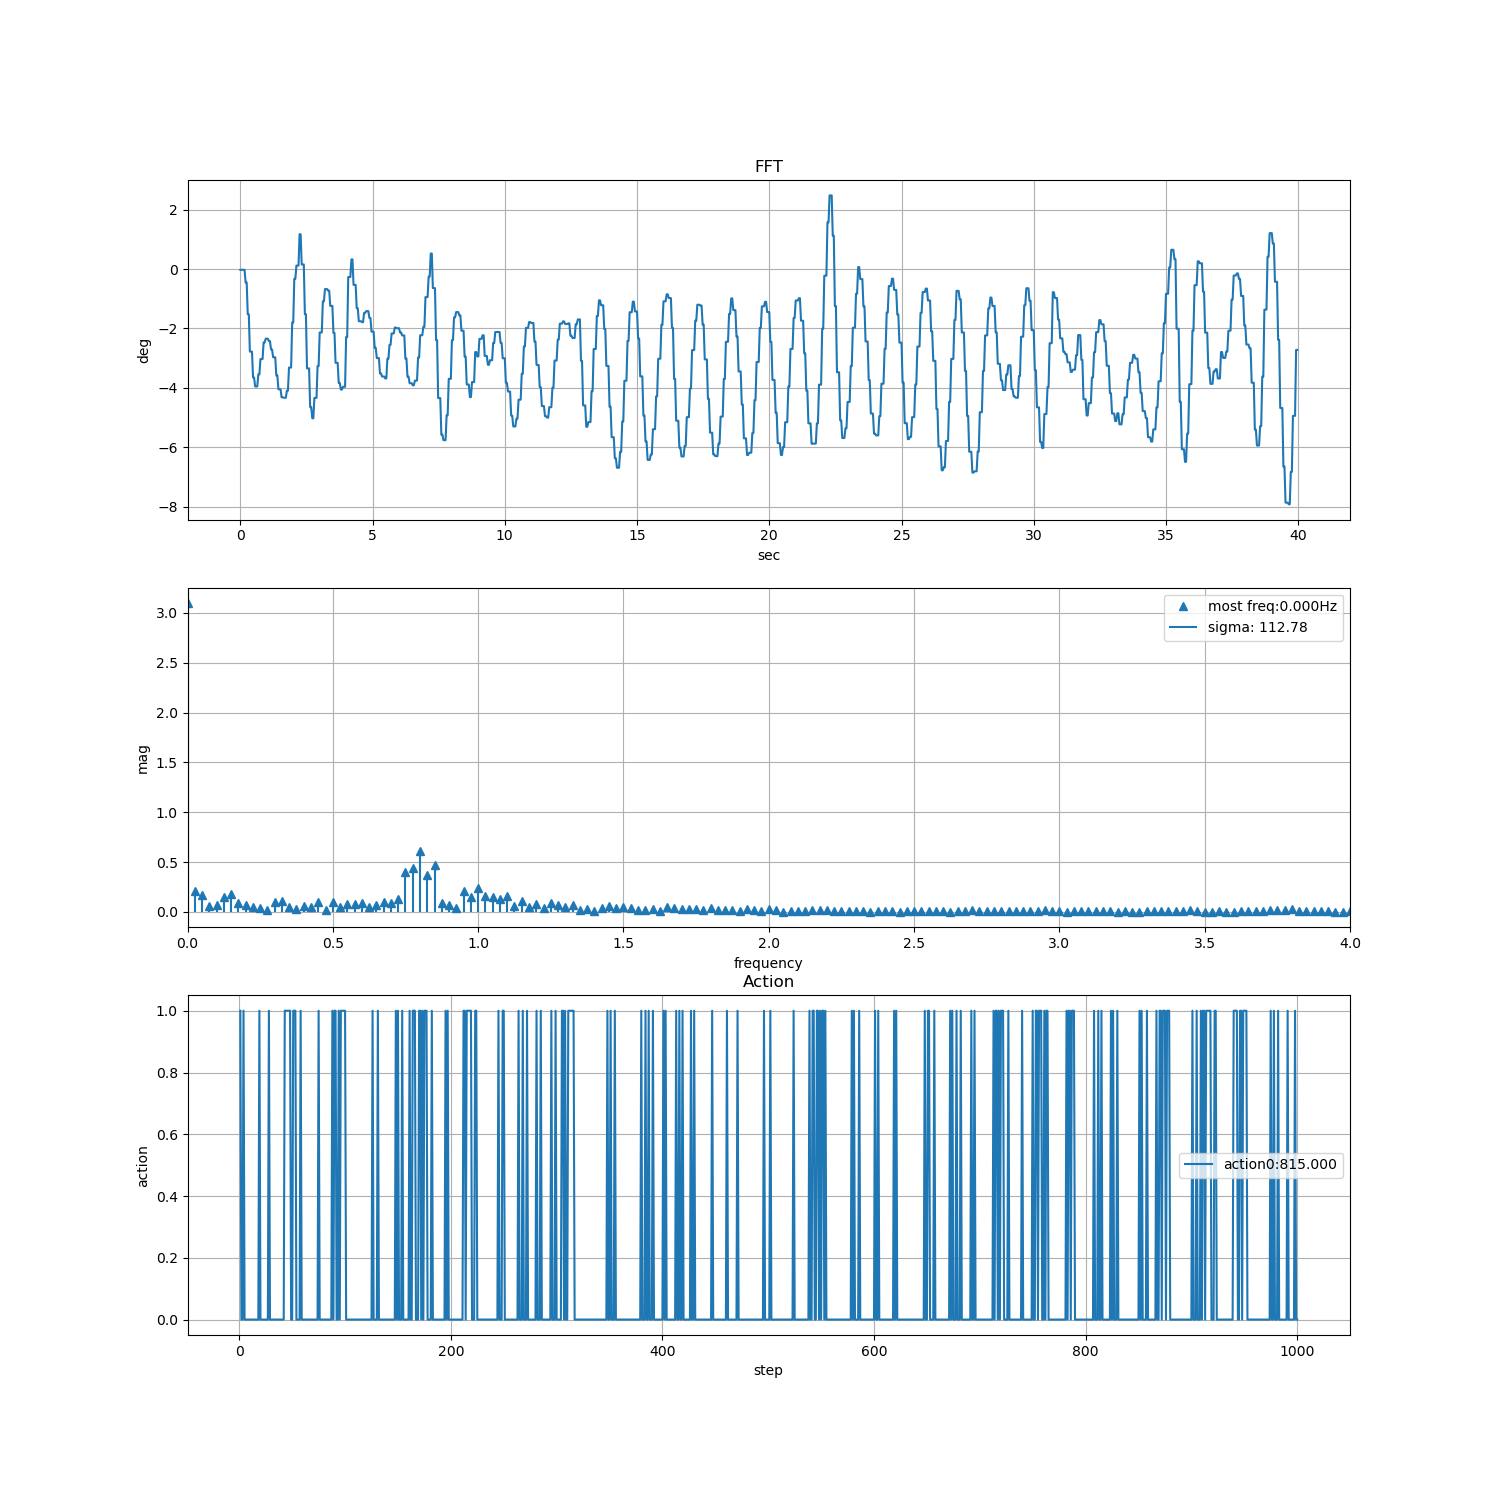 FFT
2
0
−2
−4
−6
−8
deg
0 5 10 15 20 25 30 35 40
sec
3.0
2.5
2.0
1.5
1.0
0.5
0.0
mag
most freq:0.000Hz
sigma: 112.78
0.0 0.5 1.0 1.5 2.0 2.5 3.0 3.5 4.0
frequency
Action
1.0
0.8
0.6
0.4
0.2
0.0
action
action0:815.000
0 200 400 600 800 1000
step